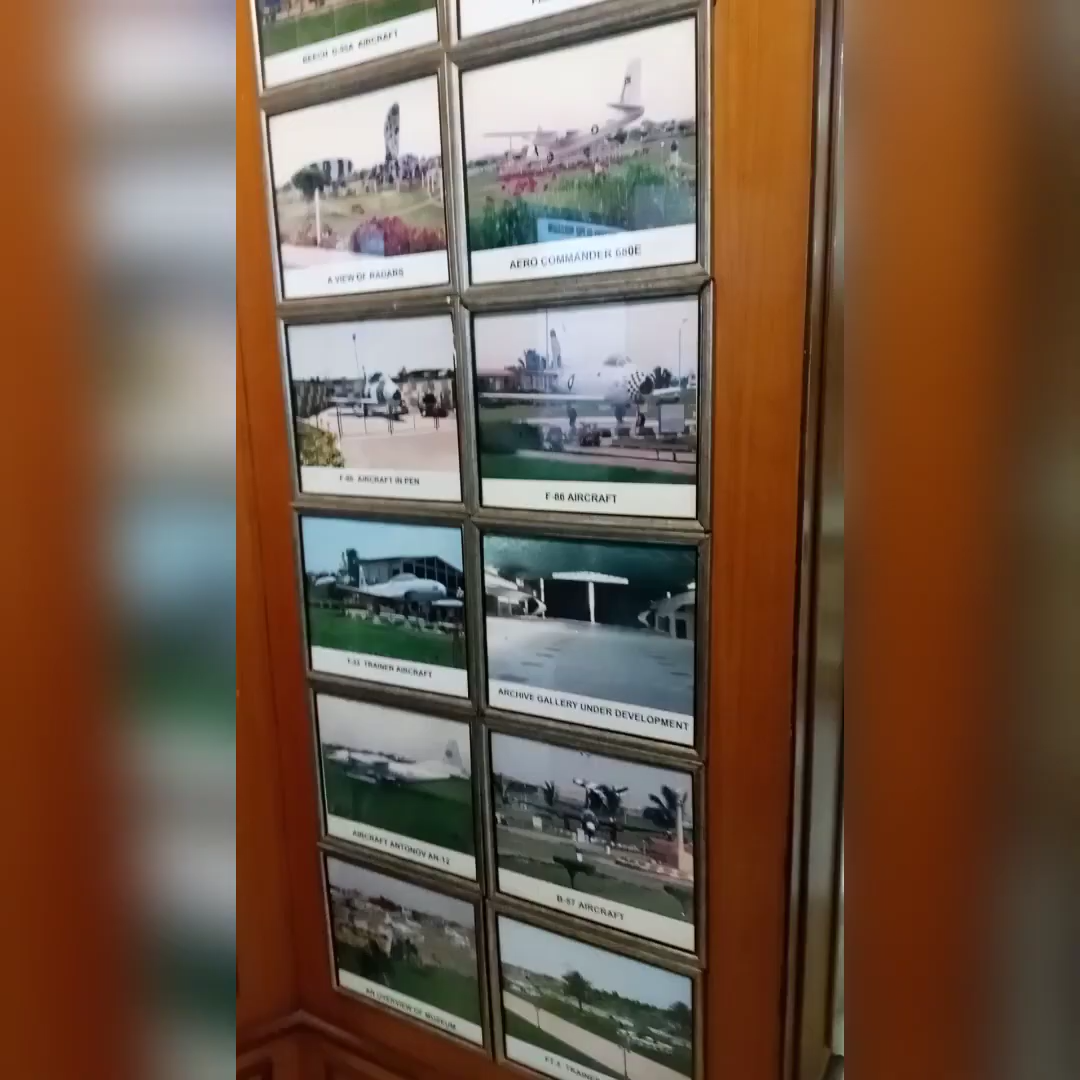 AIRCRAFT
A VIEW OF RADARS
AERO COMMANDER 680E
AIRCRAFT IN PEN
F-86 AIRCRAFT
TRAINER AIRCRAFT
ARCHIVE GALLERY UNDER DEVELOPMENT
AIRCRAFT ANTONOV AN-12
B-57 AIRCRAFT
AN OVERVIEW OF MUSEUM